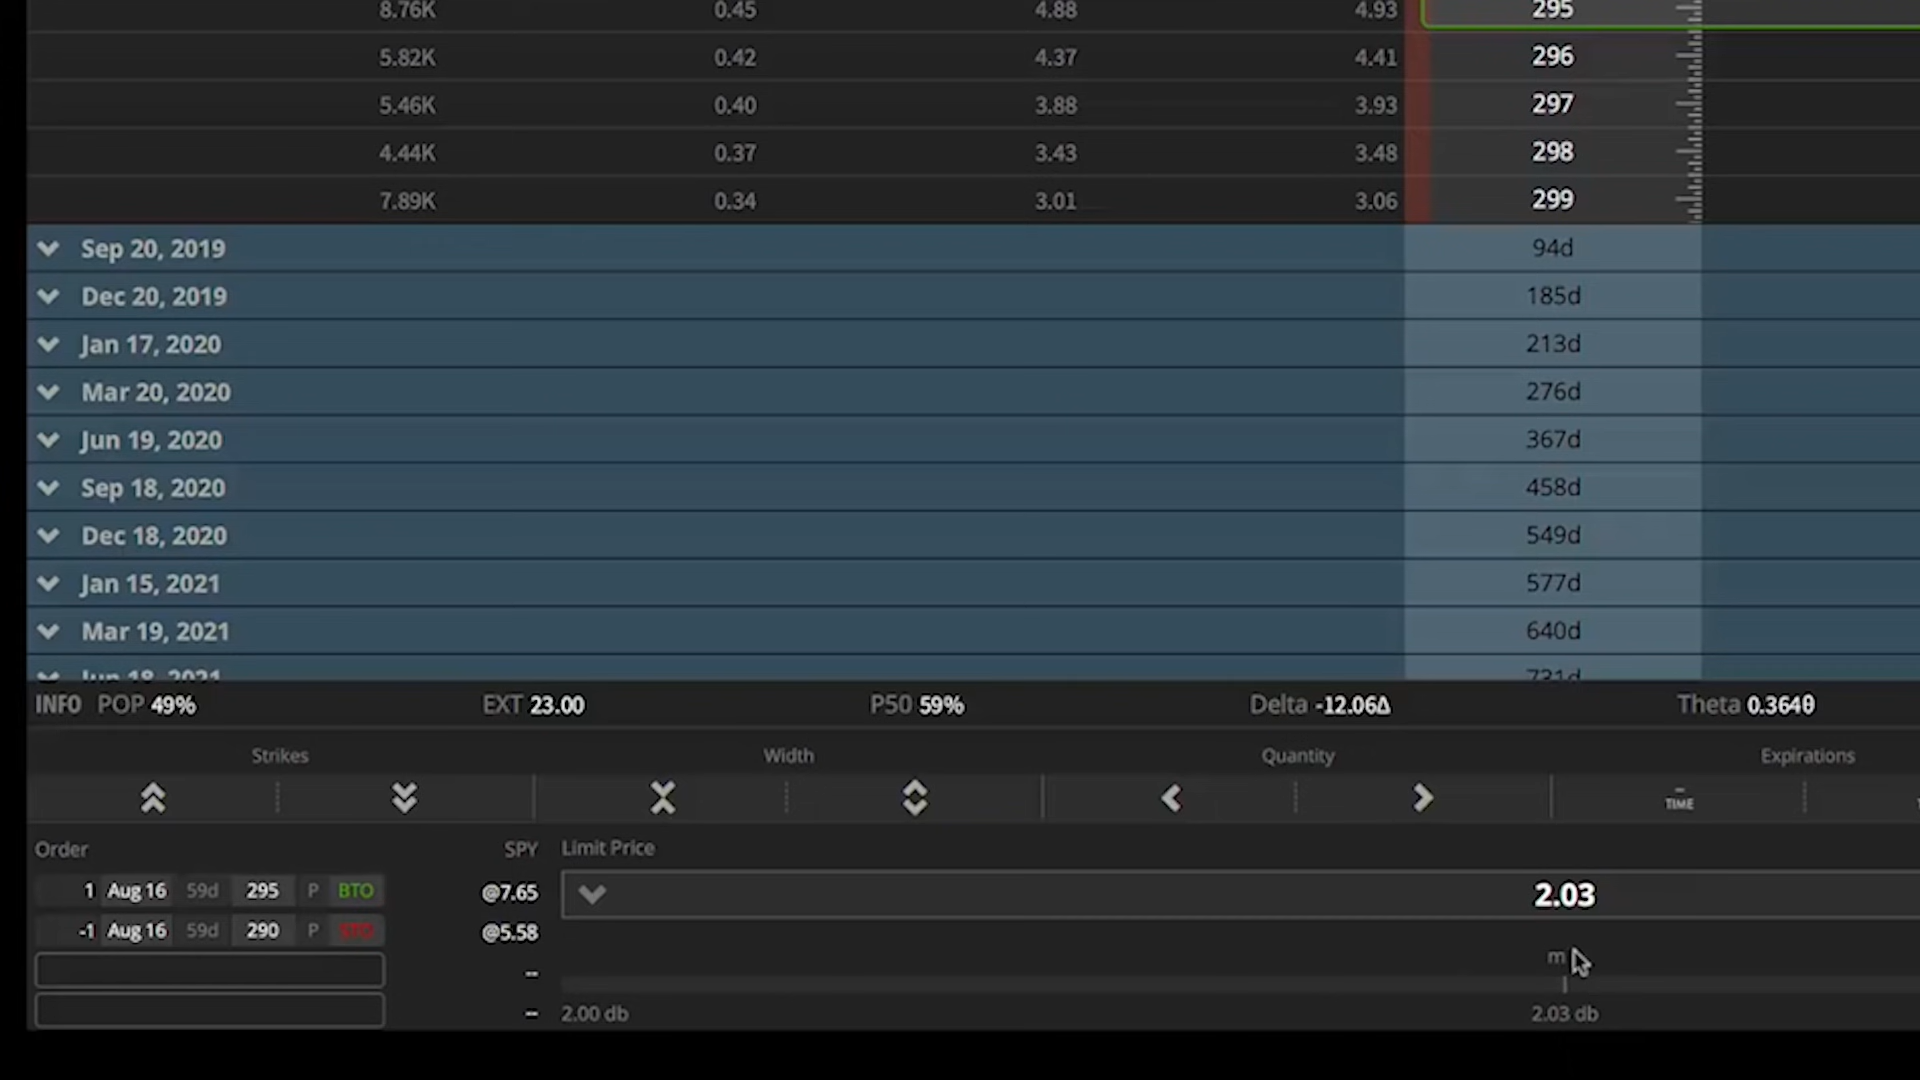 8.76K 0.45 4.88 4.93 295
5.82K 0.42 4.37 4.41 296
5.46K 0.40 3.88 3.93 297
4.44K 0.37 3.43 3.48 298
7.89K 0.34 3.01 3.06 299
Sep 20, 2019 94d
Dec 20, 2019 185d
Jan 17, 2020 213d
Mar 20, 2020 276d
Jun 19, 2020 367d
Sep 18, 2020 458d
Dec 18, 2020 549d
Jan 15, 2021 577d
Mar 19, 2021 640d
Jun 18, 2021 731d
INFO POP 49% EXT 23.00 P50 59% Delta -12.06Δ Theta 0.364θ
Strikes Width Quantity Expirations
TIME
Order SPY Limit Price
1 Aug 16 59d 295 P BTO @7.65 2.03
-1 Aug 16 59d 290 P STO @5.58
-- m
-- 2.00 db 2.03 db